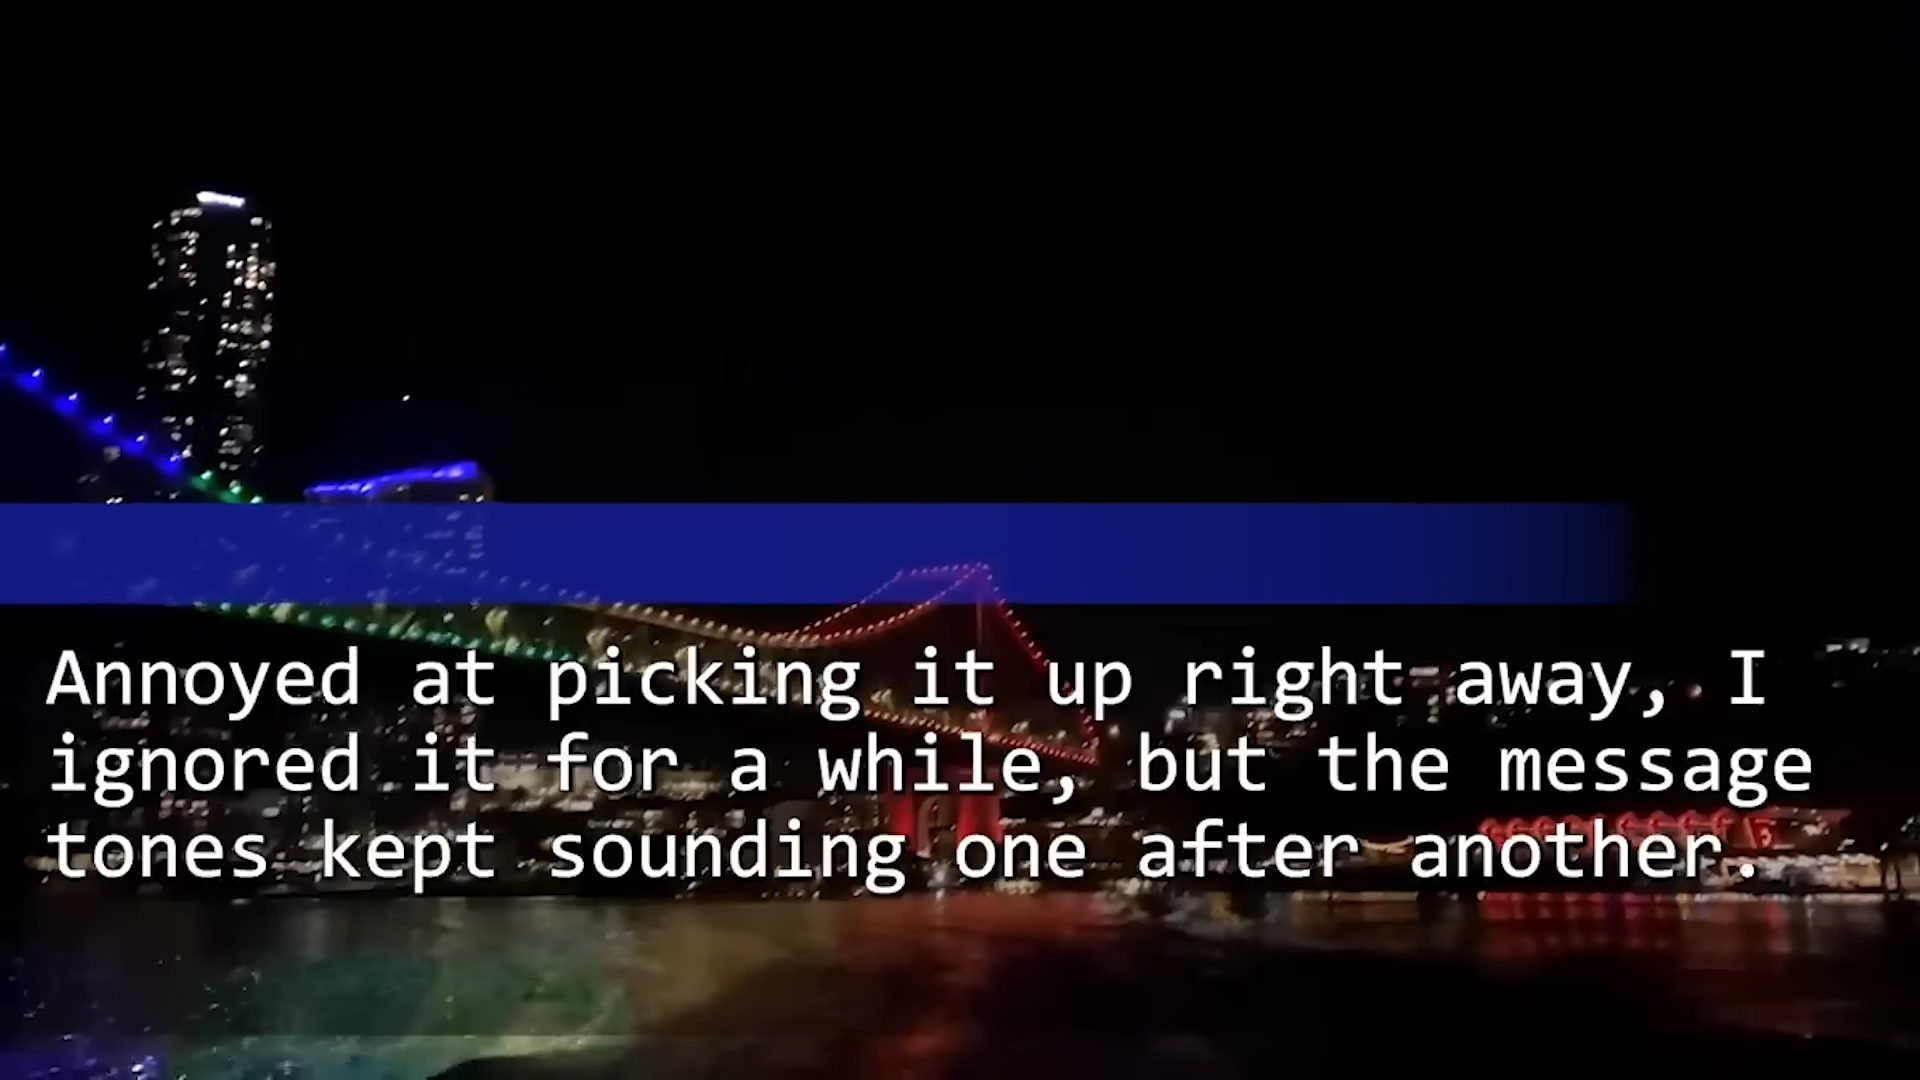 Annoyed at picking it up right away, I
ignored it for a while, but the message
tones kept sounding one after another.